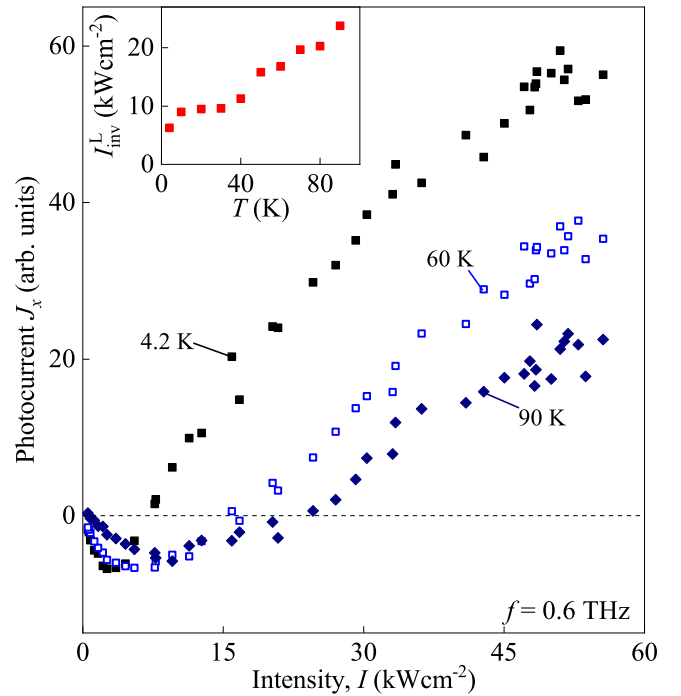 60
40
20
0
Photocurrent Jₓ (arb. units)
20
10
0
I^L_inv (kWcm⁻²)
0 40 80
T (K)
60 K
4.2 K
90 K
f = 0.6 THz
0 15 30 45 60
Intensity, I (kWcm⁻²)